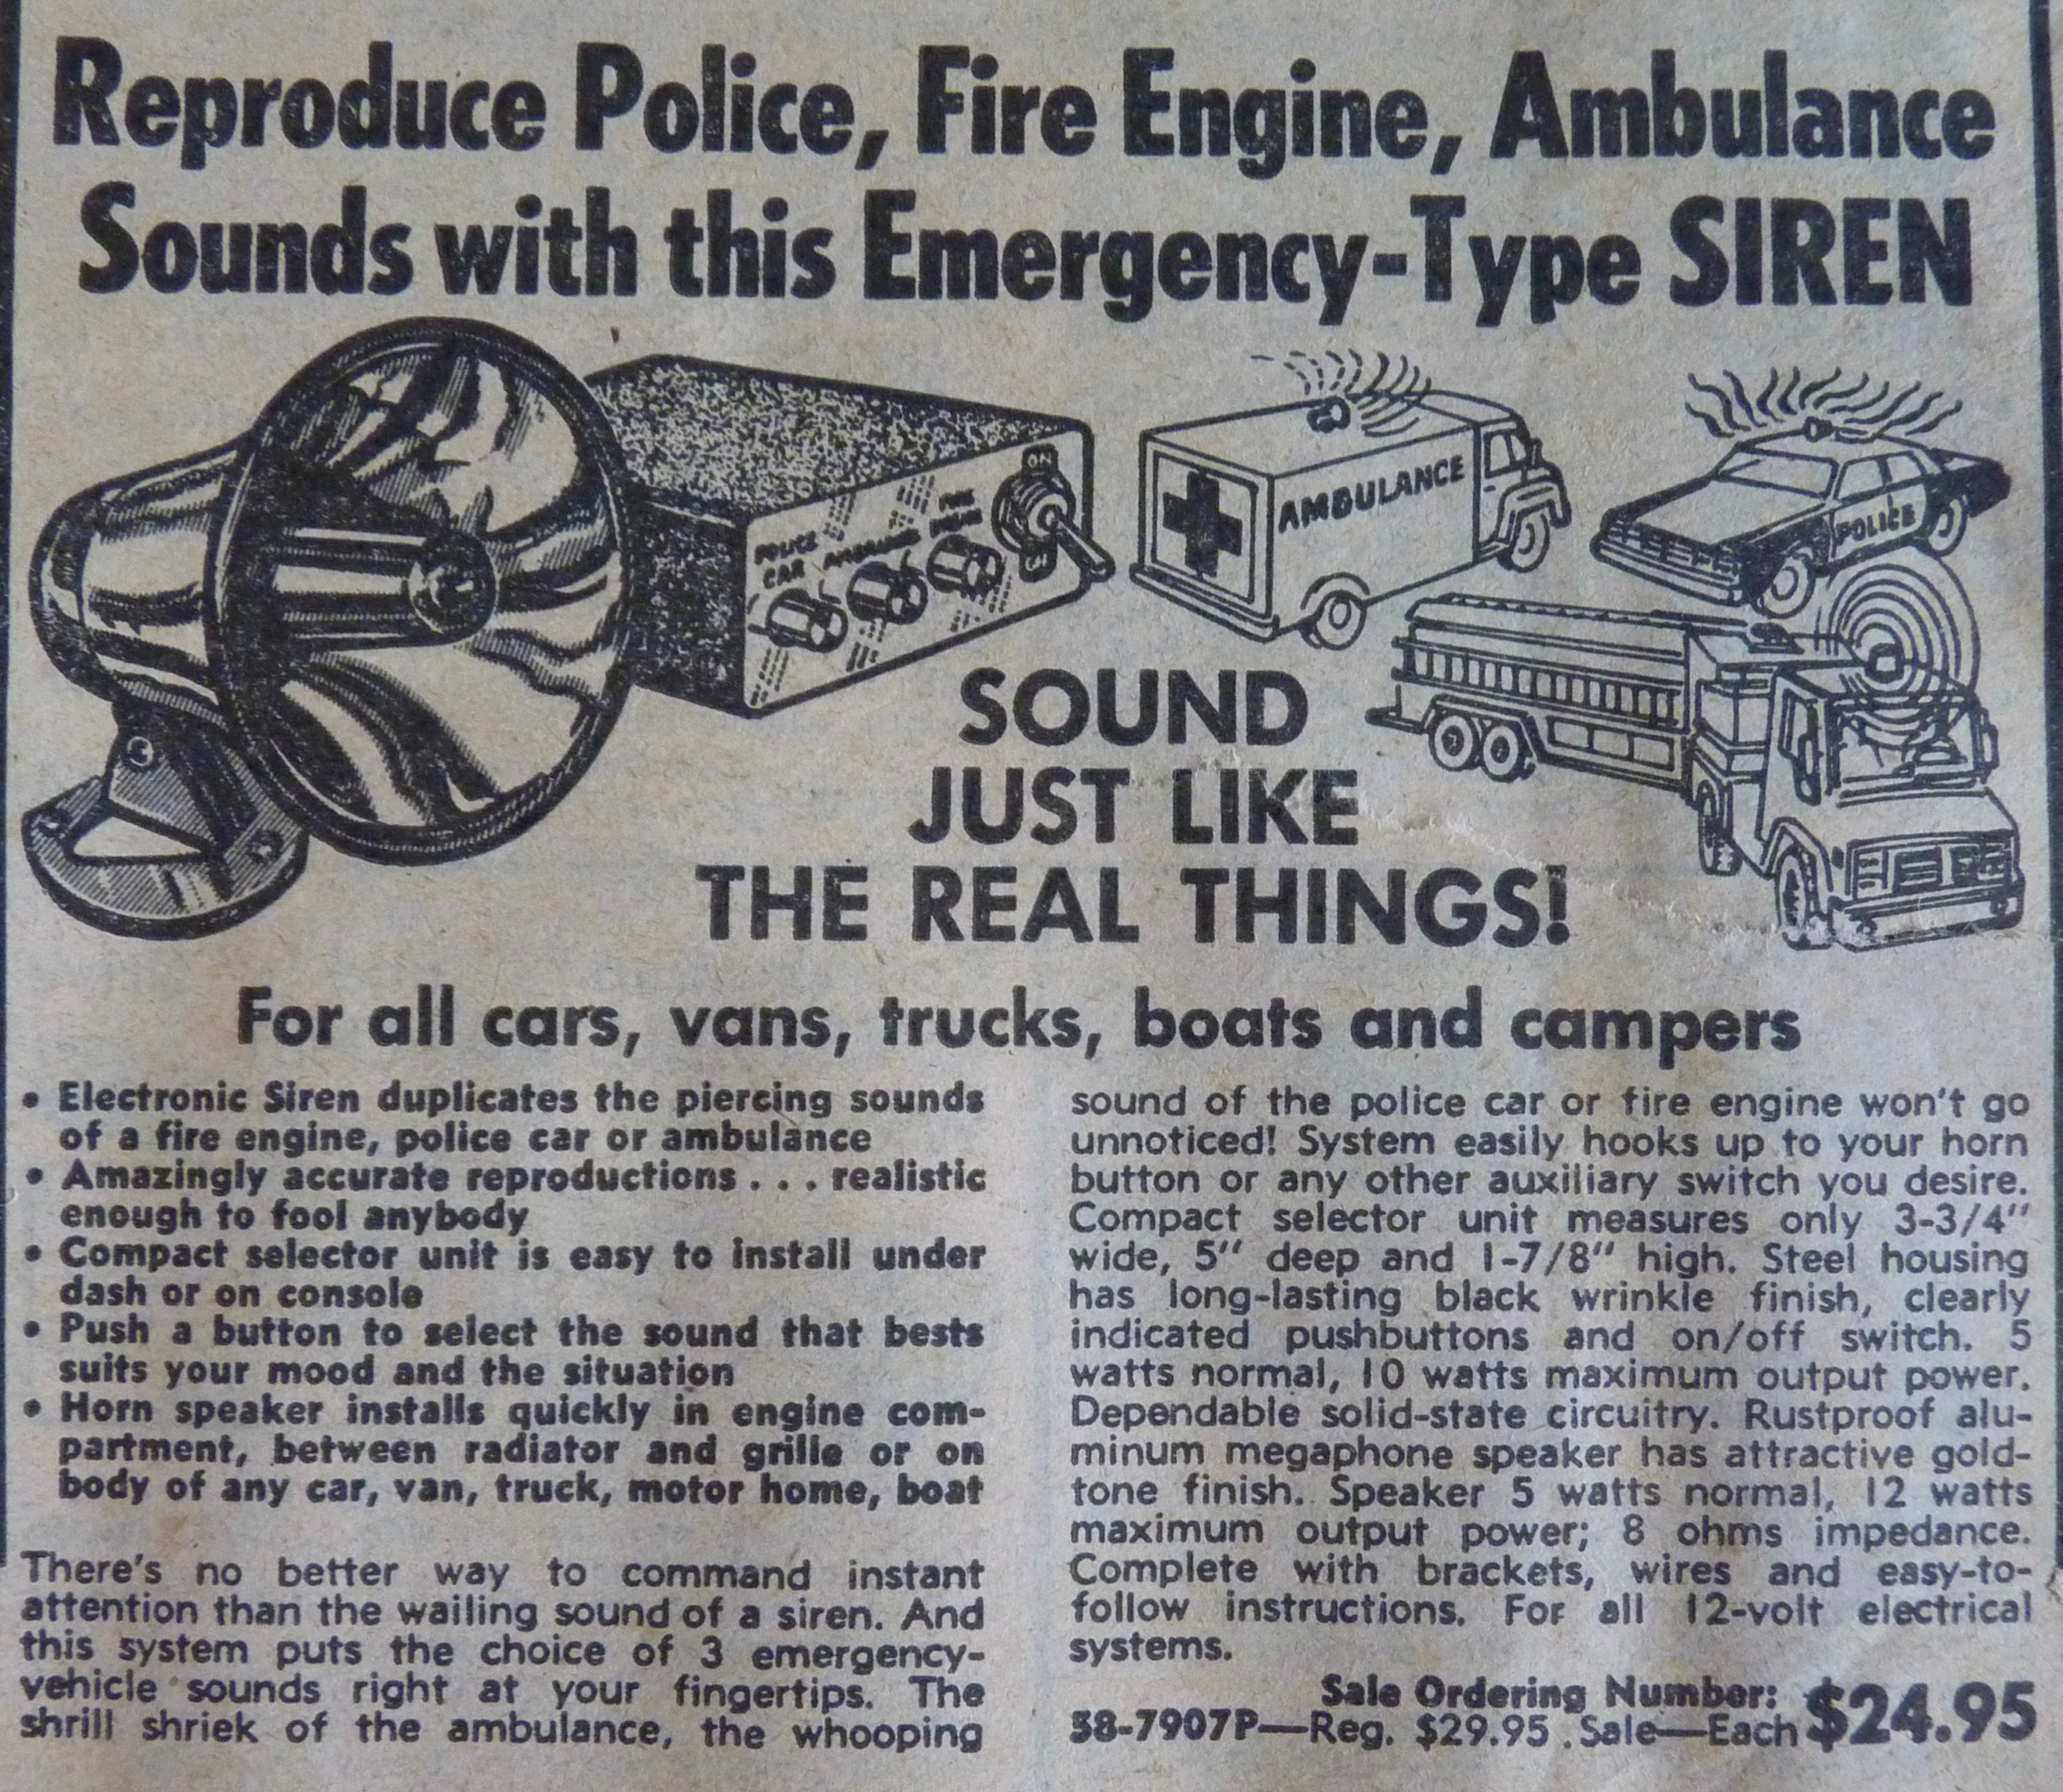 Reproduce Police, Fire Engine, Ambulance
Sounds with this Emergency-Type SIREN
ON
POLICE
CAR
AMBULANCE
AMBULANCE
POLICE
SOUND
JUST LIKE
THE REAL THINGS!
For all cars, vans, trucks, boats and campers
• Electronic Siren duplicates the piercing sounds
of a fire engine, police car or ambulance
• Amazingly accurate reproductions . . . realistic
enough to fool anybody
• Compact selector unit is easy to install under
dash or on console
• Push a button to select the sound that bests
suits your mood and the situation
• Horn speaker installs quickly in engine com-
partment, between radiator and grille or on
body of any car, van, truck, motor home, boat
There's no better way to command instant
attention than the wailing sound of a siren. And
this system puts the choice of 3 emergency-
vehicle sounds right at your fingertips. The
shrill shriek of the ambulance, the whooping
sound of the police car or fire engine won't go
unnoticed! System easily hooks up to your horn
button or any other auxiliary switch you desire.
Compact selector unit measures only 3-3/4"
wide, 5" deep and 1-7/8" high. Steel housing
has long-lasting black wrinkle finish, clearly
indicated pushbuttons and on/off switch. 5
watts normal, 10 watts maximum output power.
Dependable solid-state circuitry. Rustproof alu-
minum megaphone speaker has attractive gold-
tone finish. Speaker 5 watts normal, 12 watts
maximum output power; 8 ohms impedance.
Complete with brackets, wires and easy-to-
follow instructions. For all 12-volt electrical
systems.
Sale Ordering Number:
38-7907P—Reg. $29.95 . Sale—Each $24.95